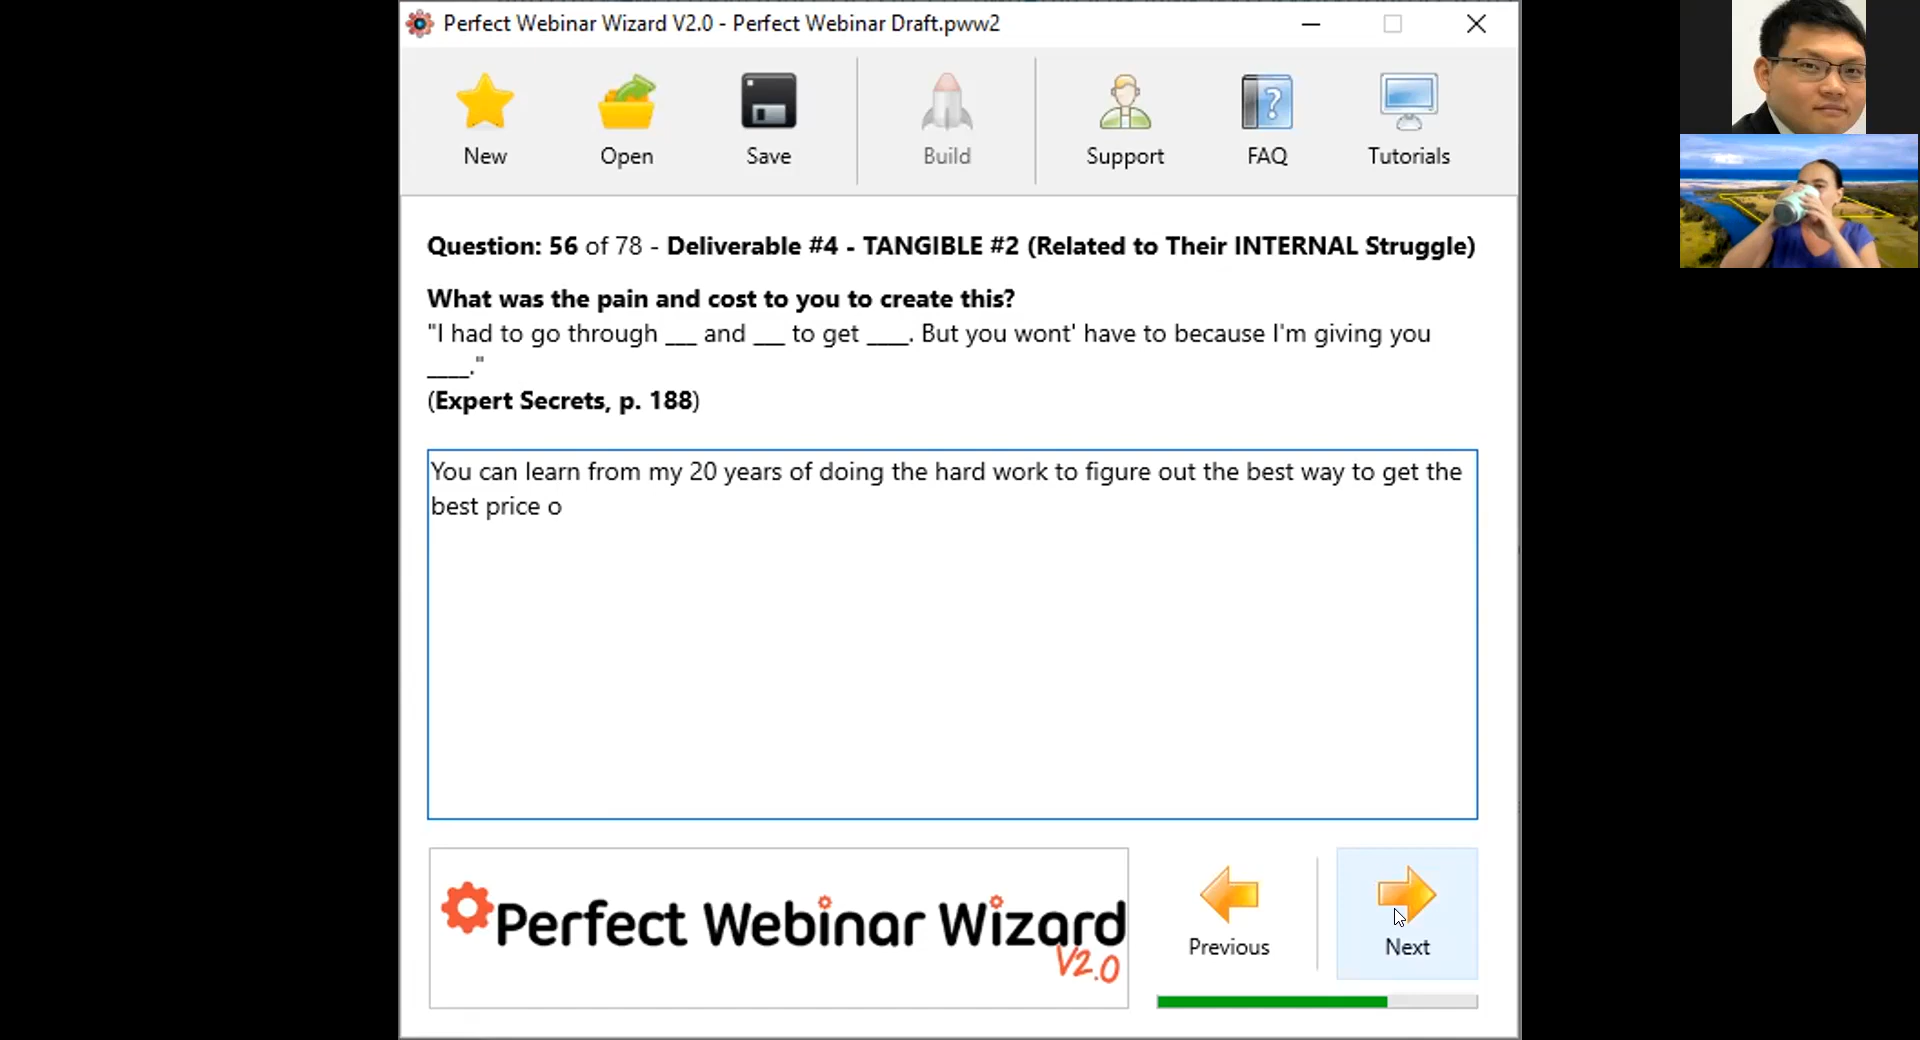 Perfect Webinar Wizard V2.0 - Perfect Webinar Draft.pww2
New
Open
Save
Build
Support
FAQ
Tutorials
Question: 56 of 78 - Deliverable #4 - TANGIBLE #2 (Related to Their INTERNAL Struggle)
What was the pain and cost to you to create this?
"I had to go through ___ and ___ to get ____. But you wont' have to because I'm giving you
____."
(Expert Secrets, p. 188)
You can learn from my 20 years of doing the hard work to figure out the best way to get the
best price o
Perfect Webinar Wizard
V2.0
Previous
Next